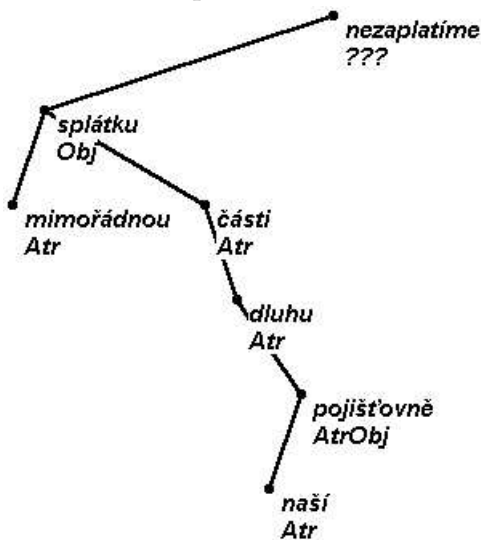 nezaplatíme
???
splátku
Obj
mimořádnou
Atr
části
Atr
dluhu
Atr
pojišťovně
AtrObj
naší
Atr